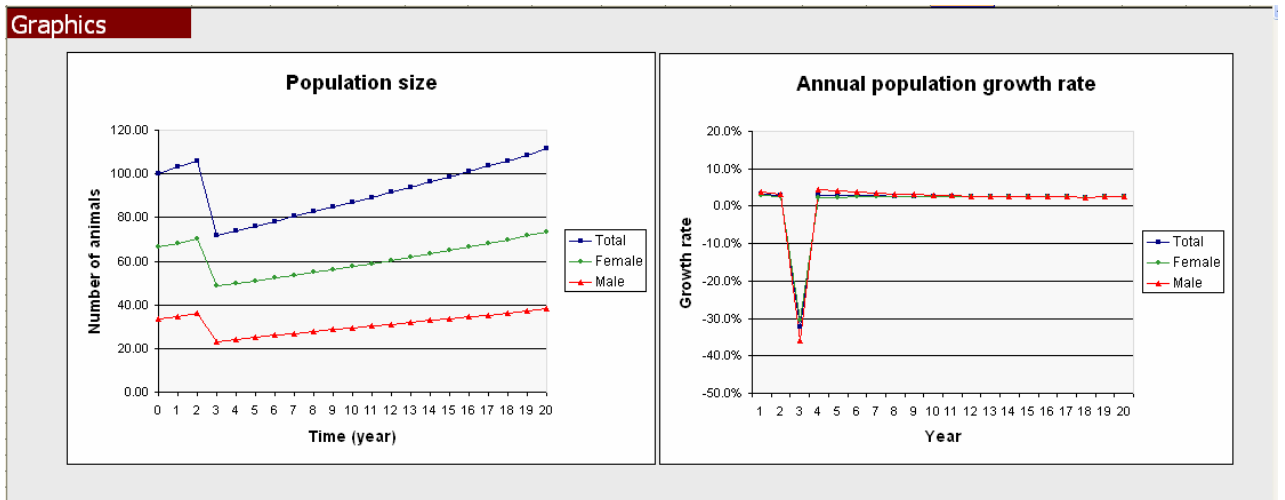 Graphics
Population size
120.00
100.00
80.00
60.00
40.00
20.00
0.00
Number of animals
0 1 2 3 4 5 6 7 8 9 10 11 12 13 14 15 16 17 18 19 20
Time (year)
Total
Female
Male
Annual population growth rate
20.0%
10.0%
0.0%
-10.0%
-20.0%
-30.0%
-40.0%
-50.0%
Growth rate
1 2 3 4 5 6 7 8 9 10 11 12 13 14 15 16 17 18 19 20
Year
Total
Female
Male